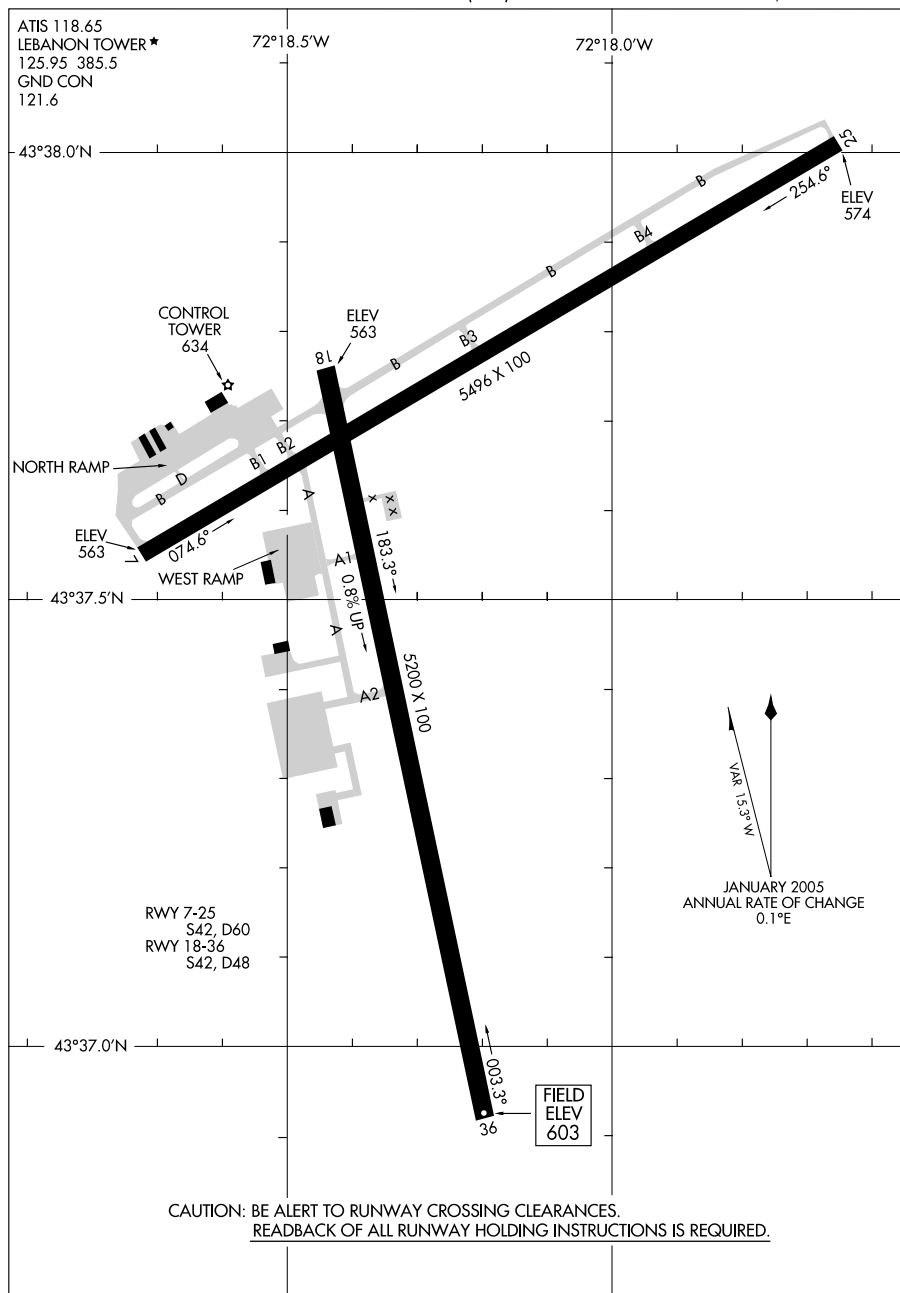 ATIS 118.65
LEBANON TOWER★
125.95 385.5
GND CON
121.6
72°18.5'W
72°18.0'W
43°38.0'N
25
254.6°
ELEV
574
B
B4
B
CONTROL
TOWER
634
ELEV
563
18
B3
B
5496 X 100
NORTH RAMP
B2
B1
D
B
A
X
X
X
ELEV
563
7
074.6°
183.3°
WEST RAMP
A1
0.8% UP
43°37.5'N
A
5200 X 100
A2
VAR 15.3° W
JANUARY 2005
ANNUAL RATE OF CHANGE
0.1°E
RWY 7-25
S42, D60
RWY 18-36
S42, D48
43°37.0'N
003.3°
36
FIELD
ELEV
603
CAUTION: BE ALERT TO RUNWAY CROSSING CLEARANCES.
READBACK OF ALL RUNWAY HOLDING INSTRUCTIONS IS REQUIRED.